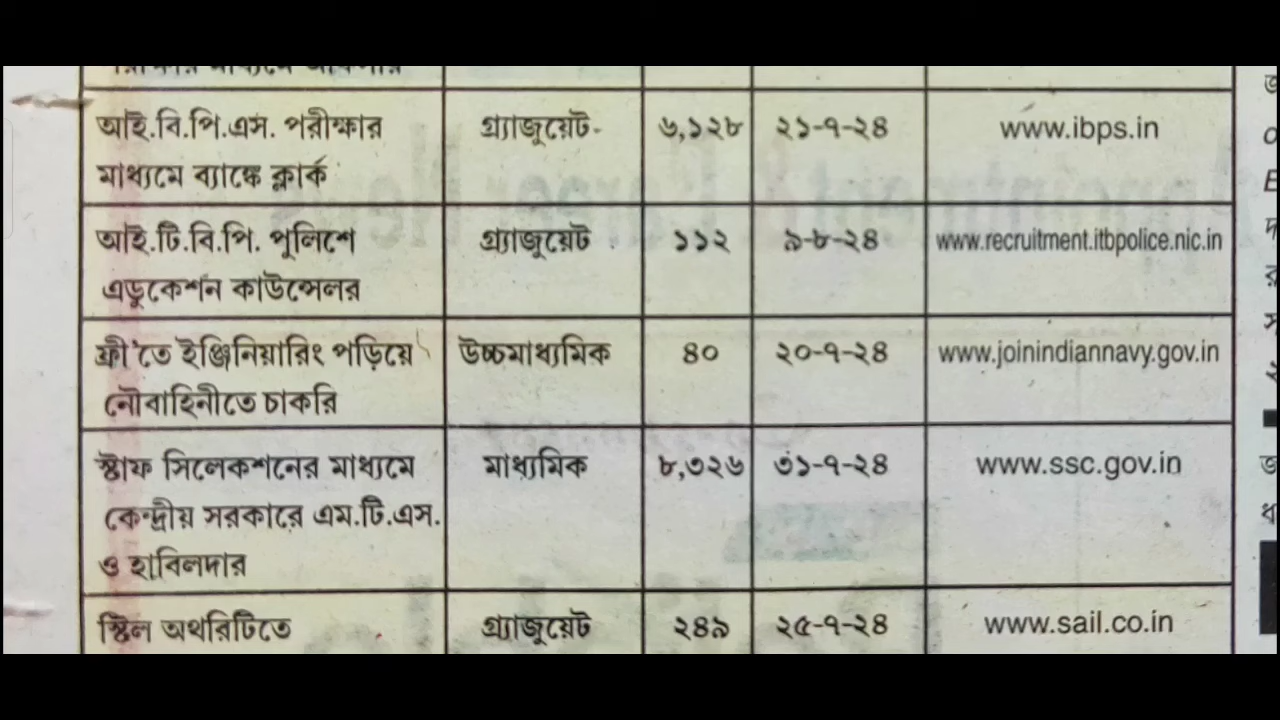 আই.বি.পি.এস. পরীক্ষার গ্র্যাজুয়েট ৬,১২৮ ২১-৭-২৪ www.ibps.in
মাধ্যমে ব্যাঙ্কে ক্লার্ক
আই.টি.বি.পি. পুলিশে গ্র্যাজুয়েট ১১২ ৯-৮-২৪ www.recruitment.itbpolice.nic.in
এডুকেশন কাউন্সেলর
ফ্রী'তে ইঞ্জিনিয়ারিং পড়িয়ে উচ্চমাধ্যমিক ৪০ ২০-৭-২৪ www.joinindiannavy.gov.in
নৌবাহিনীতে চাকরি
স্টাফ সিলেকশনের মাধ্যমে মাধ্যমিক ৮,৩২৬ ৩১-৭-২৪ www.ssc.gov.in
কেন্দ্রীয় সরকারে এম.টি.এস.
ও হাবিলদার
স্টিল অথরিটিতে গ্র্যাজুয়েট ২৪৯ ২৫-৭-২৪ www.sail.co.in